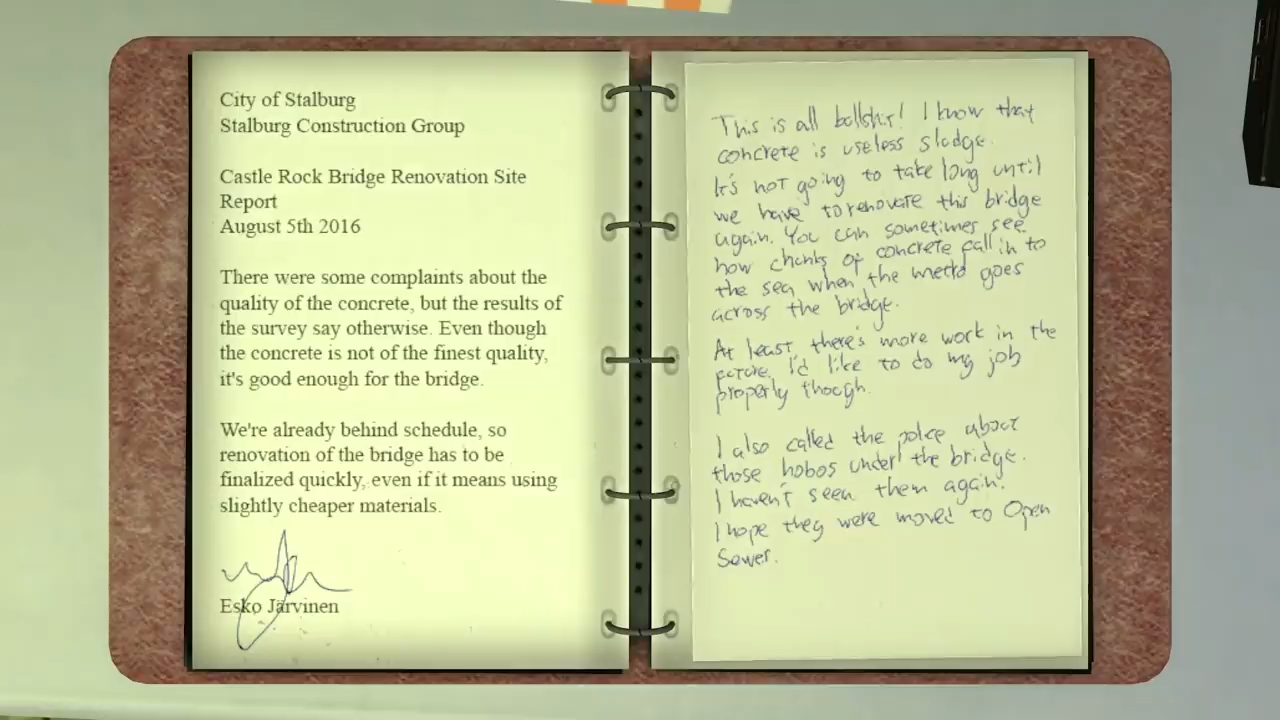 City of Stalburg
Stalburg Construction Group
Castle Rock Bridge Renovation Site
Report
August 5th 2016
There were some complaints about the
quality of the concrete, but the results of
the survey say otherwise. Even though
the concrete is not of the finest quality,
it's good enough for the bridge.
We're already behind schedule, so
renovation of the bridge has to be
finalized quickly, even if it means using
slightly cheaper materials.
Esko Järvinen
This is all bullshit! I know that
concrete is useless sludge.
It's not going to take long until
we have to renovate this bridge
again. You can sometimes see
how chunks of concrete fall in to
the sea when the metro goes
across the bridge.
At least there's more work in the
future. I'd like to do my job
properly though.
I also called the police about
those hobos under the bridge.
I haven't seen them again.
I hope they were moved to Open
Sewer.